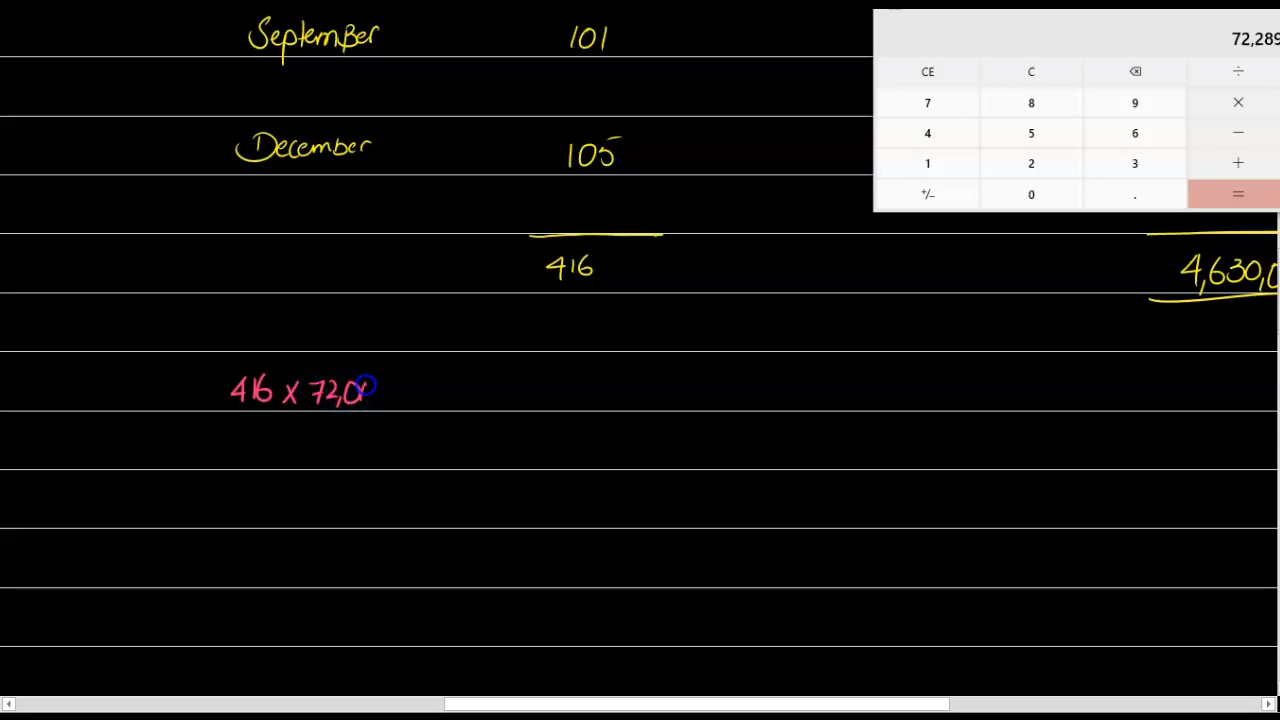 September 101
72,289
CE C ⌫ ÷
7 8 9 ×
December 105
4 5 6 −
1 2 3 +
+/− 0 . =
416 4,630,0
416 x 72,0